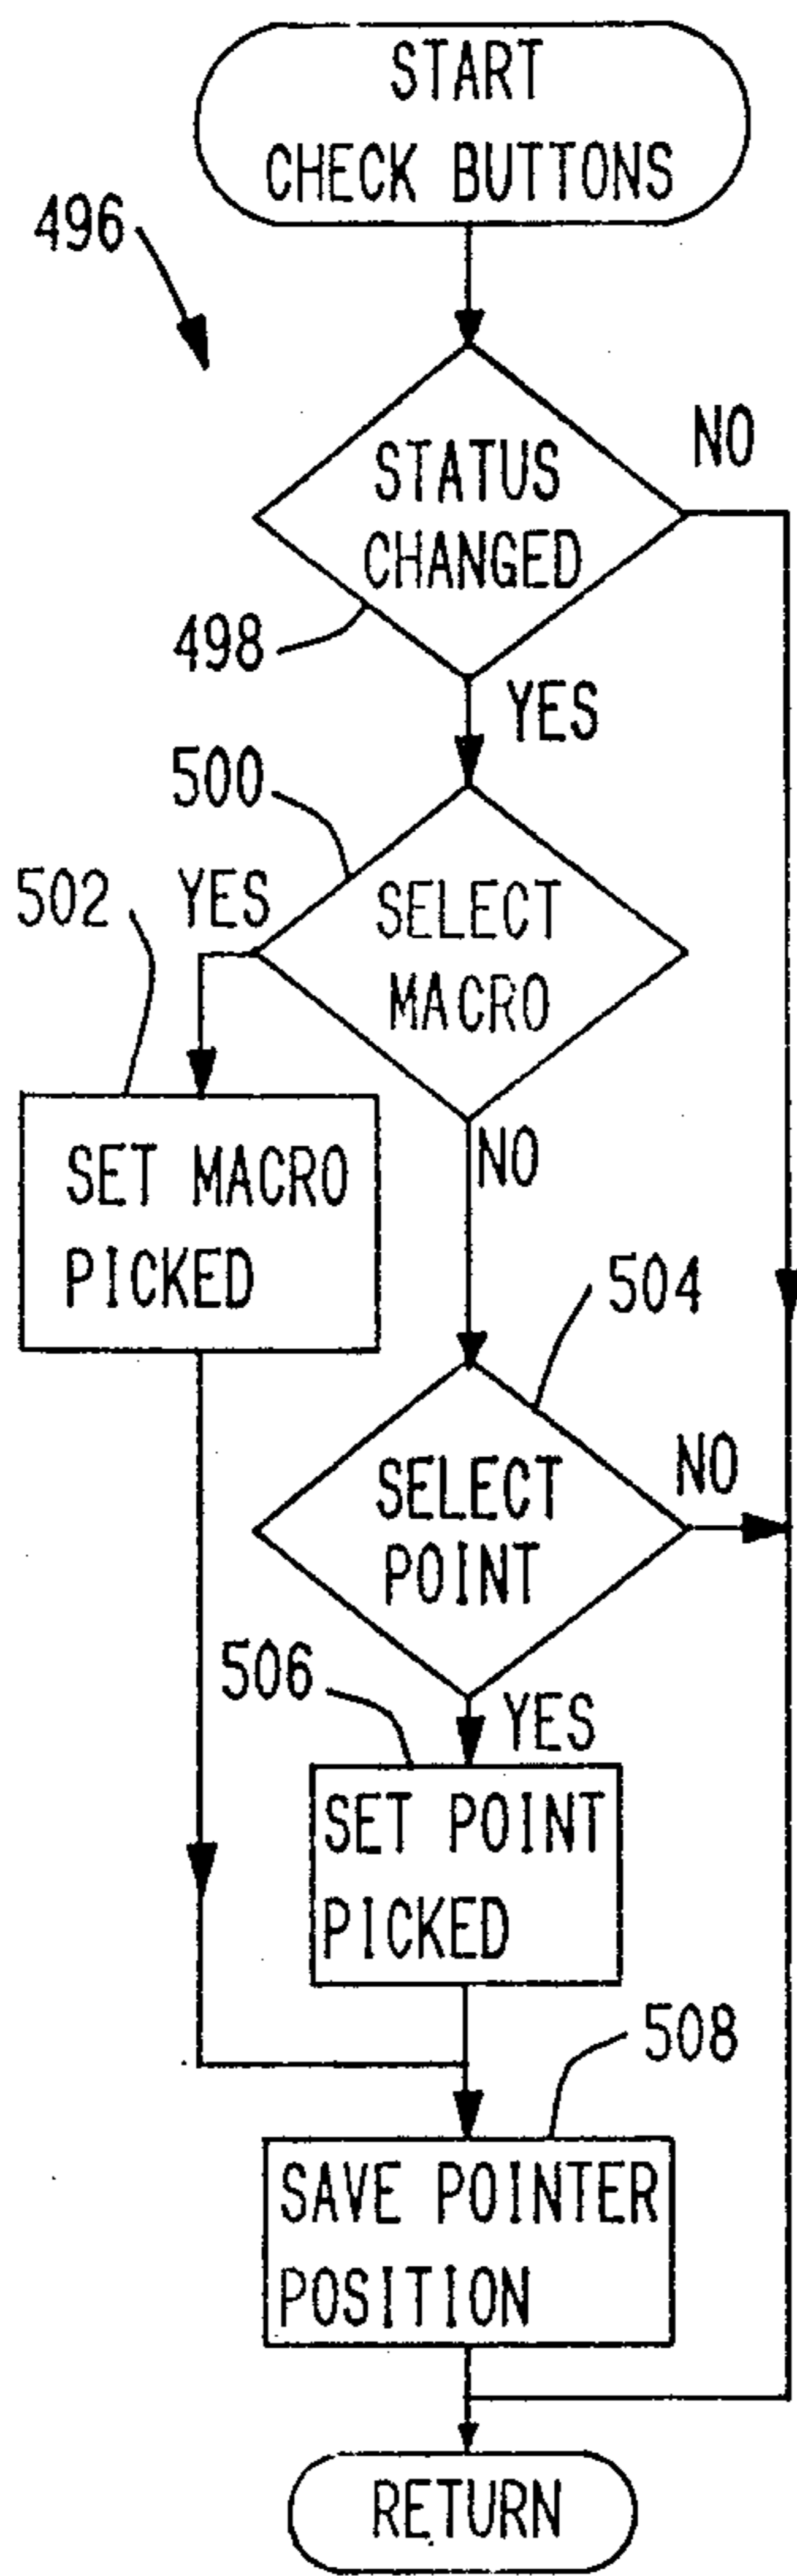 START
CHECK BUTTONS
496
STATUS
CHANGED
NO
498
YES
500
SELECT
MACRO
YES
502
SET MACRO
PICKED
NO
504
SELECT
POINT
NO
506
YES
SET POINT
PICKED
508
SAVE POINTER
POSITION
RETURN